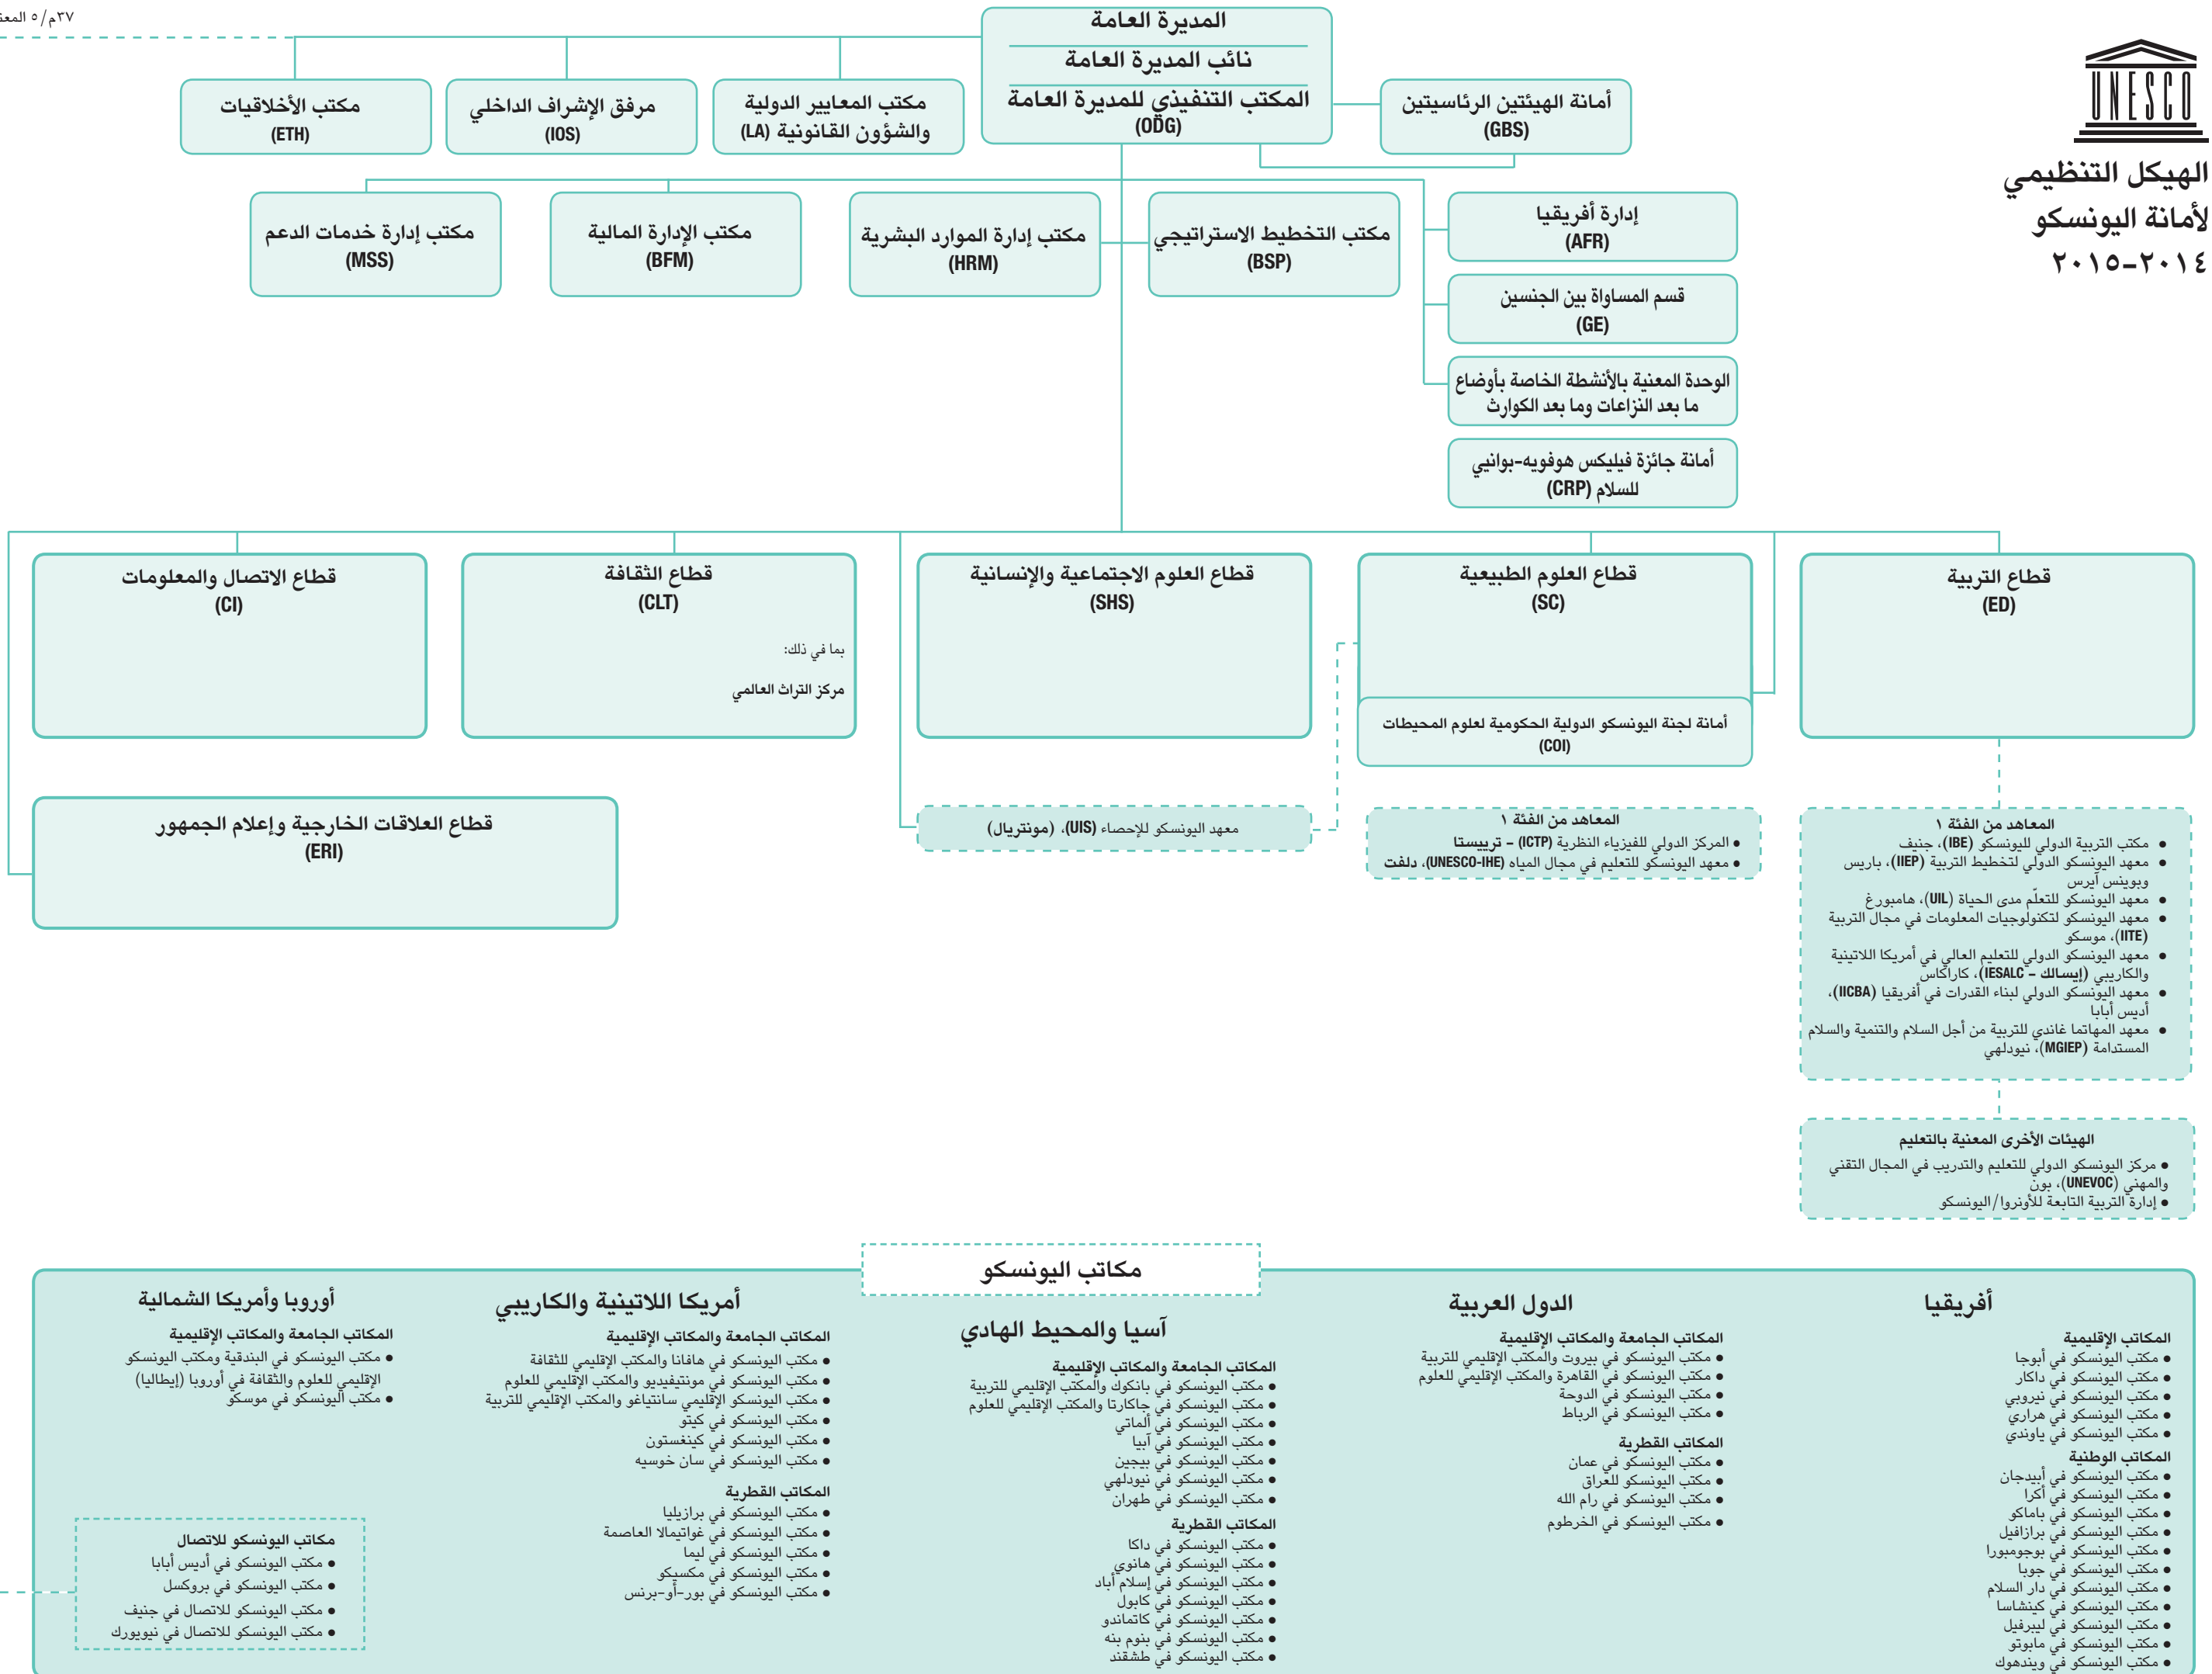 ٣٧م/٥ المعتمد
UNESCO
الهيكل التنظيمي
لأمانة اليونسكو
٢٠١٤-٢٠١٥
المديرة العامة
نائب المديرة العامة
المكتب التنفيذي للمديرة العامة
(ODG)
أمانة الهيئتين الرئاسيتين
(GBS)
مكتب المعايير الدولية
والشؤون القانونية (LA)
مرفق الإشراف الداخلي
(IOS)
مكتب الأخلاقيات
(ETH)
إدارة أفريقيا
(AFR)
قسم المساواة بين الجنسين
(GE)
الوحدة المعنية بالأنشطة الخاصة بأوضاع
ما بعد النزاعات وما بعد الكوارث
أمانة جائزة فيليكس هوفويه-بوانيي
للسلام (CRP)
مكتب التخطيط الاستراتيجي
(BSP)
مكتب إدارة الموارد البشرية
(HRM)
مكتب الإدارة المالية
(BFM)
مكتب إدارة خدمات الدعم
(MSS)
قطاع التربية
(ED)
قطاع العلوم الطبيعية
(SC)
أمانة لجنة اليونسكو الدولية الحكومية لعلوم المحيطات
(COI)
قطاع العلوم الاجتماعية والإنسانية
(SHS)
قطاع الثقافة
(CLT)
بما في ذلك:
مركز التراث العالمي
قطاع الاتصال والمعلومات
(CI)
قطاع العلاقات الخارجية وإعلام الجمهور
(ERI)
المعاهد من الفئة ١
• مكتب التربية الدولي لليونسكو (IBE)، جنيف
• معهد اليونسكو الدولي لتخطيط التربية (IIEP)، باريس
وبوينس آيرس
• معهد اليونسكو للتعلّم مدى الحياة (UIL)، هامبورغ
• معهد اليونسكو لتكنولوجيات المعلومات في مجال التربية
(IITE)، موسكو
• معهد اليونسكو الدولي للتعليم العالي في أمريكا اللاتينية
والكاريبي (إيسالك – IESALC)، كاراكاس
• معهد اليونسكو الدولي لبناء القدرات في أفريقيا (IICBA)،
أديس أبابا
• معهد المهاتما غاندي للتربية من أجل السلام والتنمية والسلام
المستدامة (MGIEP)، نيودلهي
المعاهد من الفئة ١
• المركز الدولي للفيزياء النظرية (ICTP) – ترييستا
• معهد اليونسكو للتعليم في مجال المياه (UNESCO-IHE)، دلفت
معهد اليونسكو للإحصاء (UIS)، (مونتريال)
الهيئات الأخرى المعنية بالتعليم
• مركز اليونسكو الدولي للتعليم والتدريب في المجال التقني
والمهني (UNEVOC)، بون
• إدارة التربية التابعة للأونروا/اليونسكو
مكاتب اليونسكو
أفريقيا
المكاتب الإقليمية
• مكتب اليونسكو في أبوجا
• مكتب اليونسكو في داكار
• مكتب اليونسكو في نيروبي
• مكتب اليونسكو في هراري
• مكتب اليونسكو في ياوندي
المكاتب الوطنية
• مكتب اليونسكو في أبيدجان
• مكتب اليونسكو في أكرا
• مكتب اليونسكو في باماكو
• مكتب اليونسكو في برازافيل
• مكتب اليونسكو في بوجومبورا
• مكتب اليونسكو في جوبا
• مكتب اليونسكو في دار السلام
• مكتب اليونسكو في كينشاسا
• مكتب اليونسكو في ليبرفيل
• مكتب اليونسكو في مابوتو
• مكتب اليونسكو في ويندهوك
الدول العربية
المكاتب الجامعة والمكاتب الإقليمية
• مكتب اليونسكو في بيروت والمكتب الإقليمي للتربية
• مكتب اليونسكو في القاهرة والمكتب الإقليمي للعلوم
• مكتب اليونسكو في الدوحة
• مكتب اليونسكو في الرباط
المكاتب القطرية
• مكتب اليونسكو في عمان
• مكتب اليونسكو للعراق
• مكتب اليونسكو في رام الله
• مكتب اليونسكو في الخرطوم
آسيا والمحيط الهادي
المكاتب الجامعة والمكاتب الإقليمية
• مكتب اليونسكو في بانكوك والمكتب الإقليمي للتربية
• مكتب اليونسكو في جاكارتا والمكتب الإقليمي للعلوم
• مكتب اليونسكو في ألماتي
• مكتب اليونسكو في آبيا
• مكتب اليونسكو في بيجين
• مكتب اليونسكو في نيودلهي
• مكتب اليونسكو في طهران
المكاتب القطرية
• مكتب اليونسكو في داكا
• مكتب اليونسكو في هانوي
• مكتب اليونسكو في إسلام أباد
• مكتب اليونسكو في كابول
• مكتب اليونسكو في كاتماندو
• مكتب اليونسكو في بنوم بنه
• مكتب اليونسكو في طشقند
أمريكا اللاتينية والكاريبي
المكاتب الجامعة والمكاتب الإقليمية
• مكتب اليونسكو في هافانا والمكتب الإقليمي للثقافة
• مكتب اليونسكو في مونتيفيديو والمكتب الإقليمي للعلوم
• مكتب اليونسكو الإقليمي سانتياغو والمكتب الإقليمي للتربية
• مكتب اليونسكو في كيتو
• مكتب اليونسكو في كينغستون
• مكتب اليونسكو في سان خوسيه
المكاتب القطرية
• مكتب اليونسكو في برازيليا
• مكتب اليونسكو في غواتيمالا العاصمة
• مكتب اليونسكو في ليما
• مكتب اليونسكو في مكسيكو
• مكتب اليونسكو في بور-أو-برنس
أوروبا وأمريكا الشمالية
المكاتب الجامعة والمكاتب الإقليمية
• مكتب اليونسكو في البندقية ومكتب اليونسكو
الإقليمي للعلوم والثقافة في أوروبا (إيطاليا)
• مكتب اليونسكو في موسكو
مكاتب اليونسكو للاتصال
• مكتب اليونسكو في أديس أبابا
• مكتب اليونسكو في بروكسل
• مكتب اليونسكو للاتصال في جنيف
• مكتب اليونسكو للاتصال في نيويورك